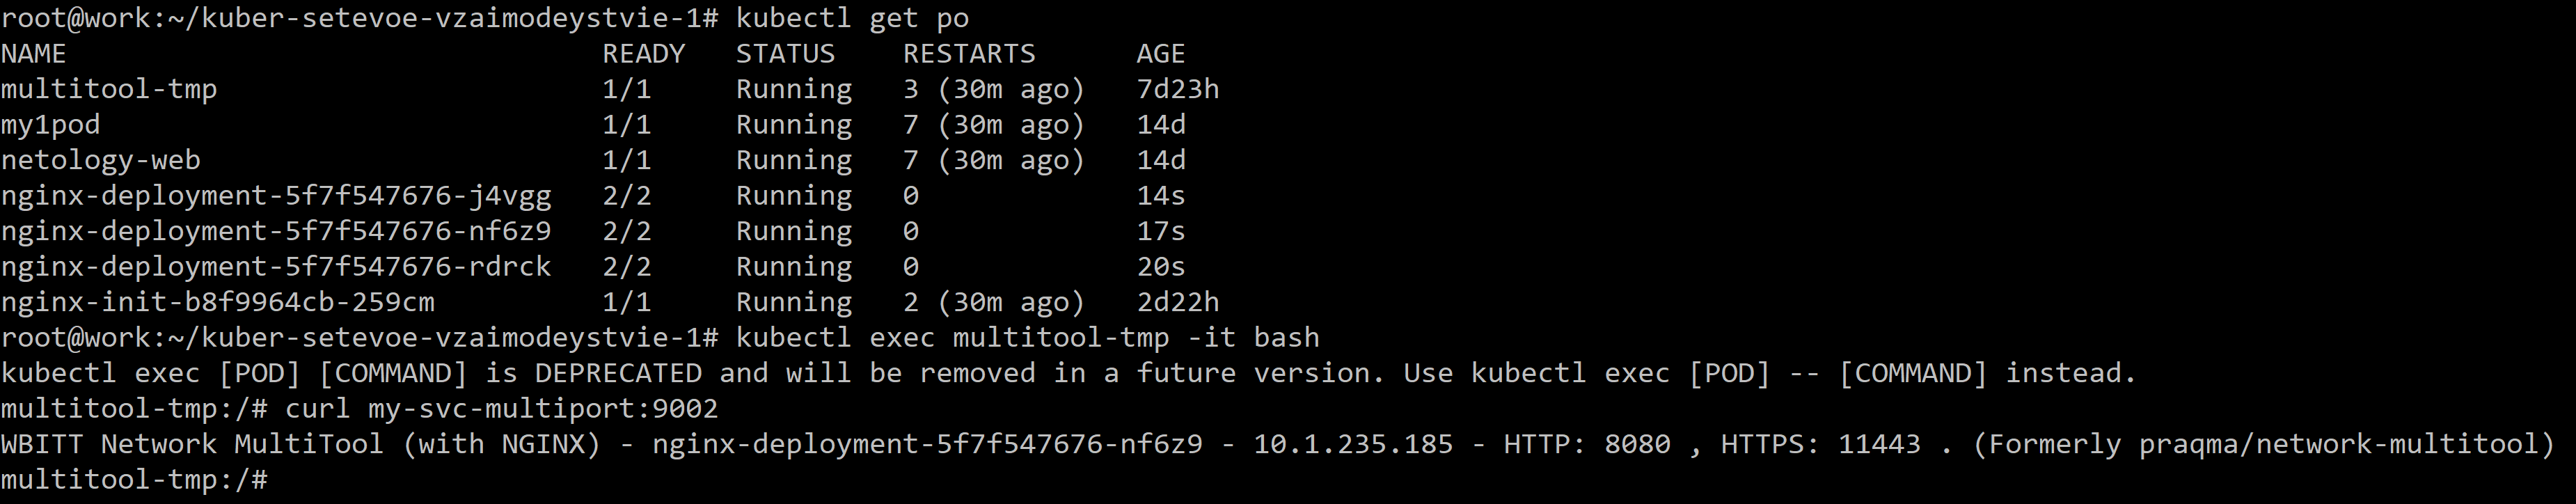 root@work:~/kuber-setevoe-vzaimodeystvie-1# kubectl get po
NAME                                READY   STATUS    RESTARTS      AGE
multitool-tmp                       1/1     Running   3 (30m ago)   7d23h
my1pod                              1/1     Running   7 (30m ago)   14d
netology-web                        1/1     Running   7 (30m ago)   14d
nginx-deployment-5f7f547676-j4vgg   2/2     Running   0             14s
nginx-deployment-5f7f547676-nf6z9   2/2     Running   0             17s
nginx-deployment-5f7f547676-rdrck   2/2     Running   0             20s
nginx-init-b8f9964cb-259cm          1/1     Running   2 (30m ago)   2d22h
root@work:~/kuber-setevoe-vzaimodeystvie-1# kubectl exec multitool-tmp -it bash
kubectl exec [POD] [COMMAND] is DEPRECATED and will be removed in a future version. Use kubectl exec [POD] -- [COMMAND] instead.
multitool-tmp:/# curl my-svc-multiport:9002
WBITT Network MultiTool (with NGINX) - nginx-deployment-5f7f547676-nf6z9 - 10.1.235.185 - HTTP: 8080 , HTTPS: 11443 . (Formerly praqma/network-multitool)
multitool-tmp:/#